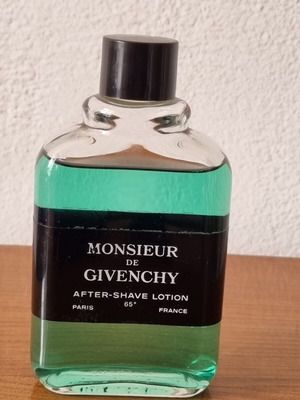 MONSIEUR
DE
GIVENCHY
AFTER-SHAVE LOTION
PARIS 65° FRANCE